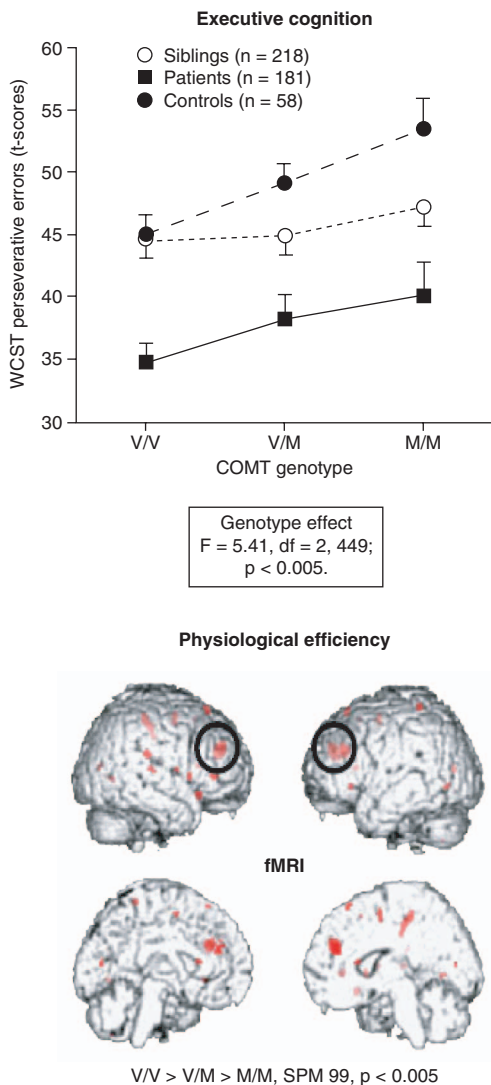 Executive cognition
60
55
50
45
40
35
30
WCST perseverative errors (t-scores)
Siblings (n = 218)
Patients (n = 181)
Controls (n = 58)
V/V V/M M/M
COMT genotype
Genotype effect
F = 5.41, df = 2, 449;
p < 0.005.
Physiological efficiency
fMRI
V/V > V/M > M/M, SPM 99, p < 0.005